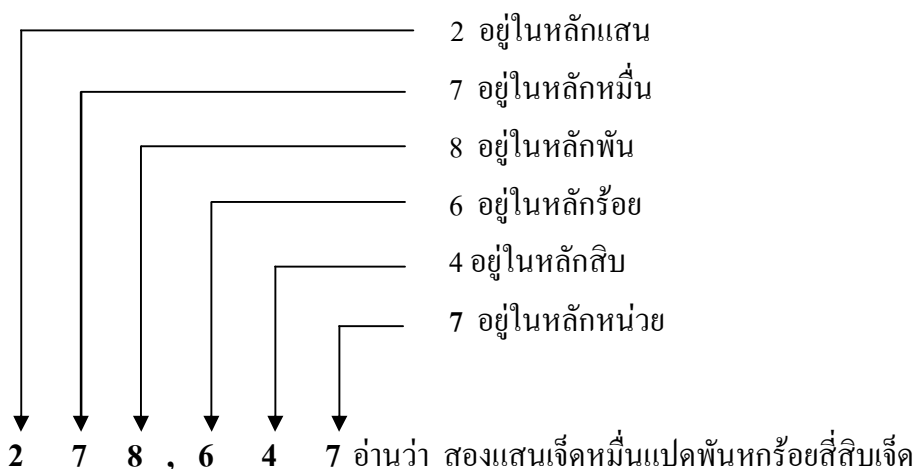 2 อยู่ในหลักแสน
7 อยู่ในหลักหมื่น
8 อยู่ในหลักพัน
6 อยู่ในหลักร้อย
4 อยู่ในหลักสิบ
7 อยู่ในหลักหน่วย
2 7 8 , 6 4 7 อ่านว่า สองแสนเจ็ดหมื่นแปดพันหกร้อยสี่สิบเจ็ด